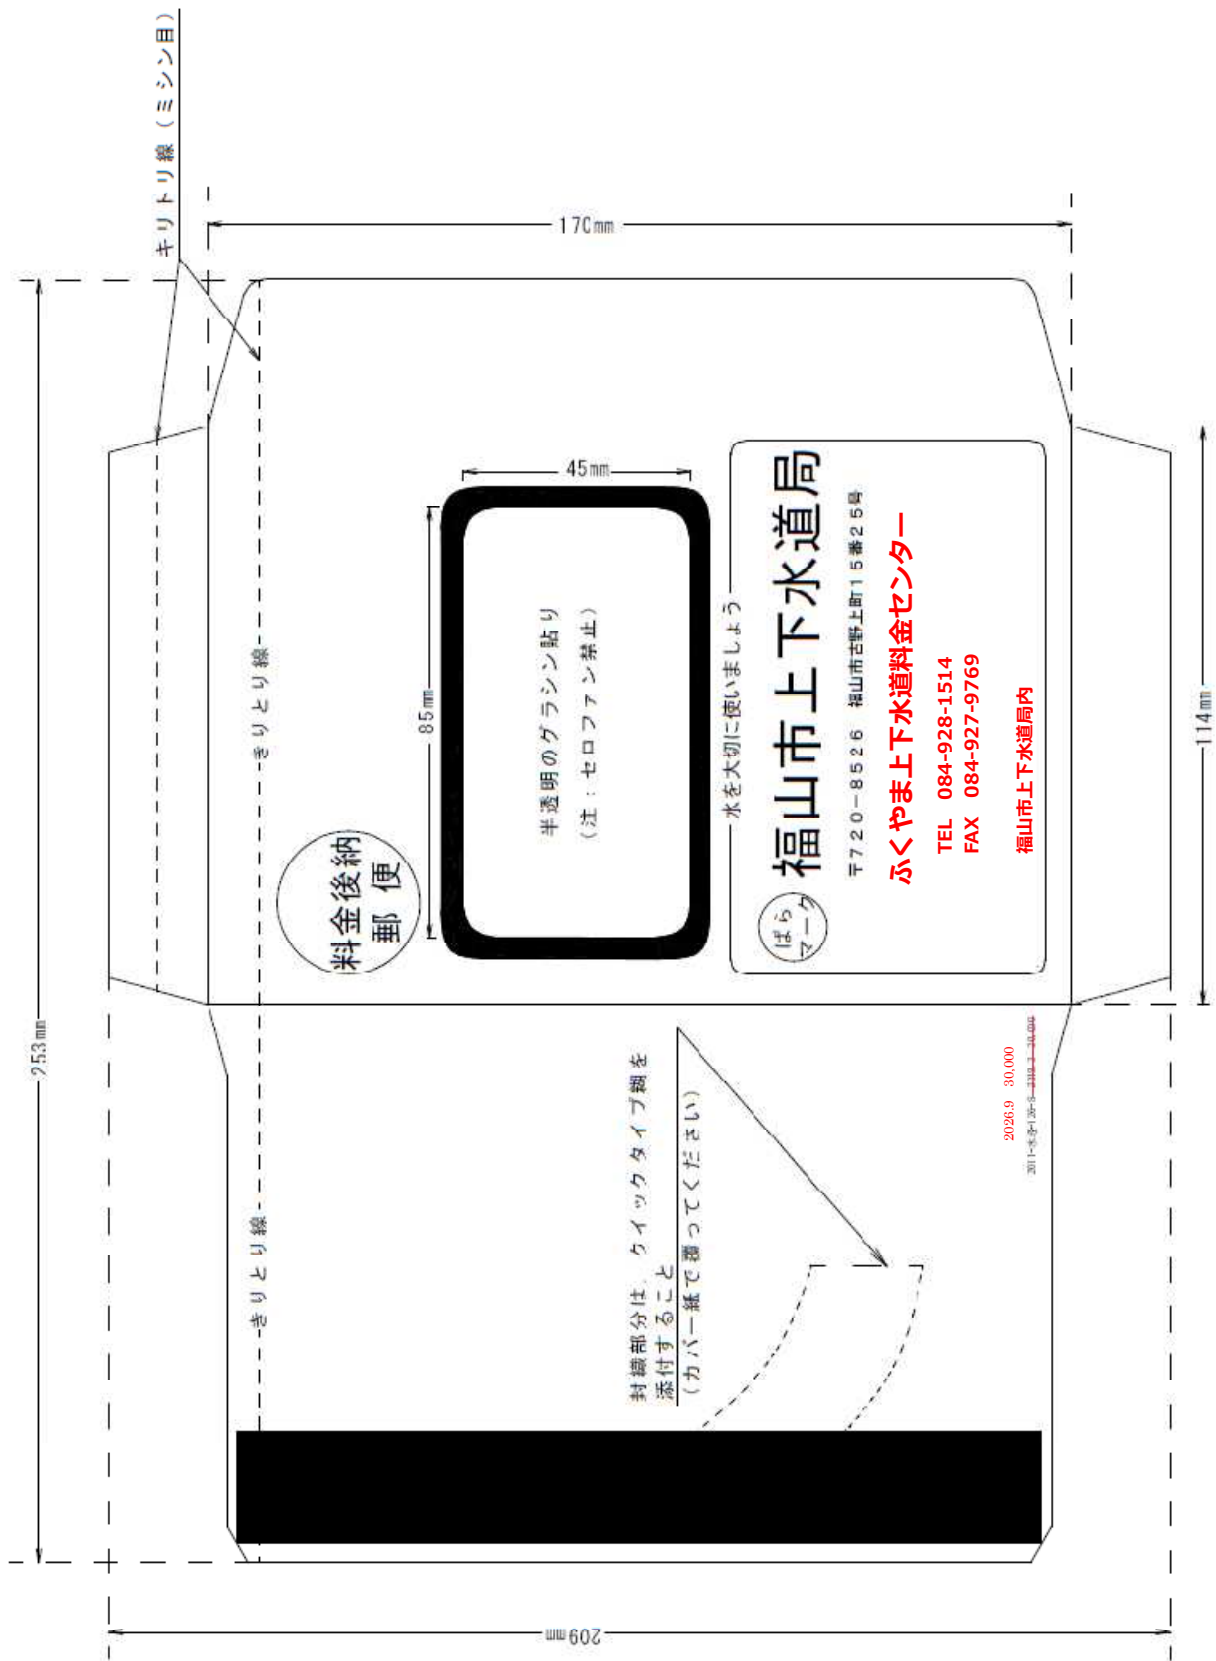 キリトリ線（ミシン目）
170mm
253mm
きりとり線
きりとり線
料金後納
郵便
85mm
45mm
半透明のグラシン貼り
（注：セロファン禁止）
水を大切に使いましょう
ばら
マーク
福山市上下水道局
〒720−8526　福山市古野上町15番25号
ふくやま上下水道料金センター
TEL 084-928-1514
FAX 084-927-9769
福山市上下水道局内
114mm
封緘部分は、クイックタイプ糊を
添付すること
（カバー紙で覆ってください）
2026.9 30,000
209mm